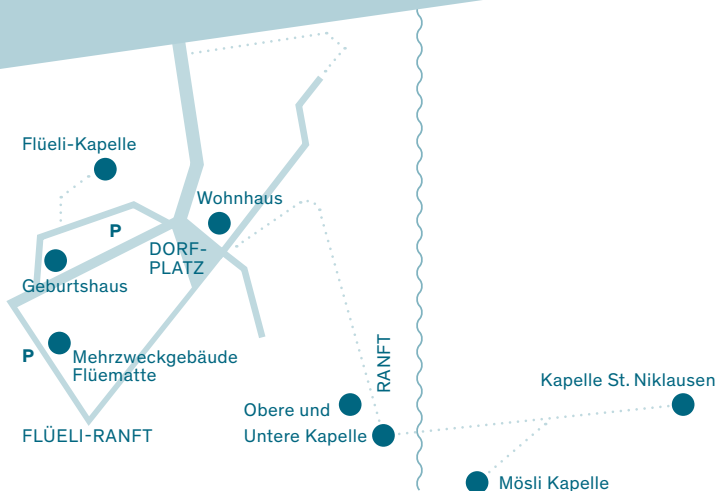 Flüeli-Kapelle
Wohnhaus
P
DORF-
PLATZ
Geburtshaus
P
Mehrzweckgebäude
Flüematte
RANFT
Kapelle St. Niklausen
Obere und
Untere Kapelle
FLÜELI-RANFT
Mösli Kapelle